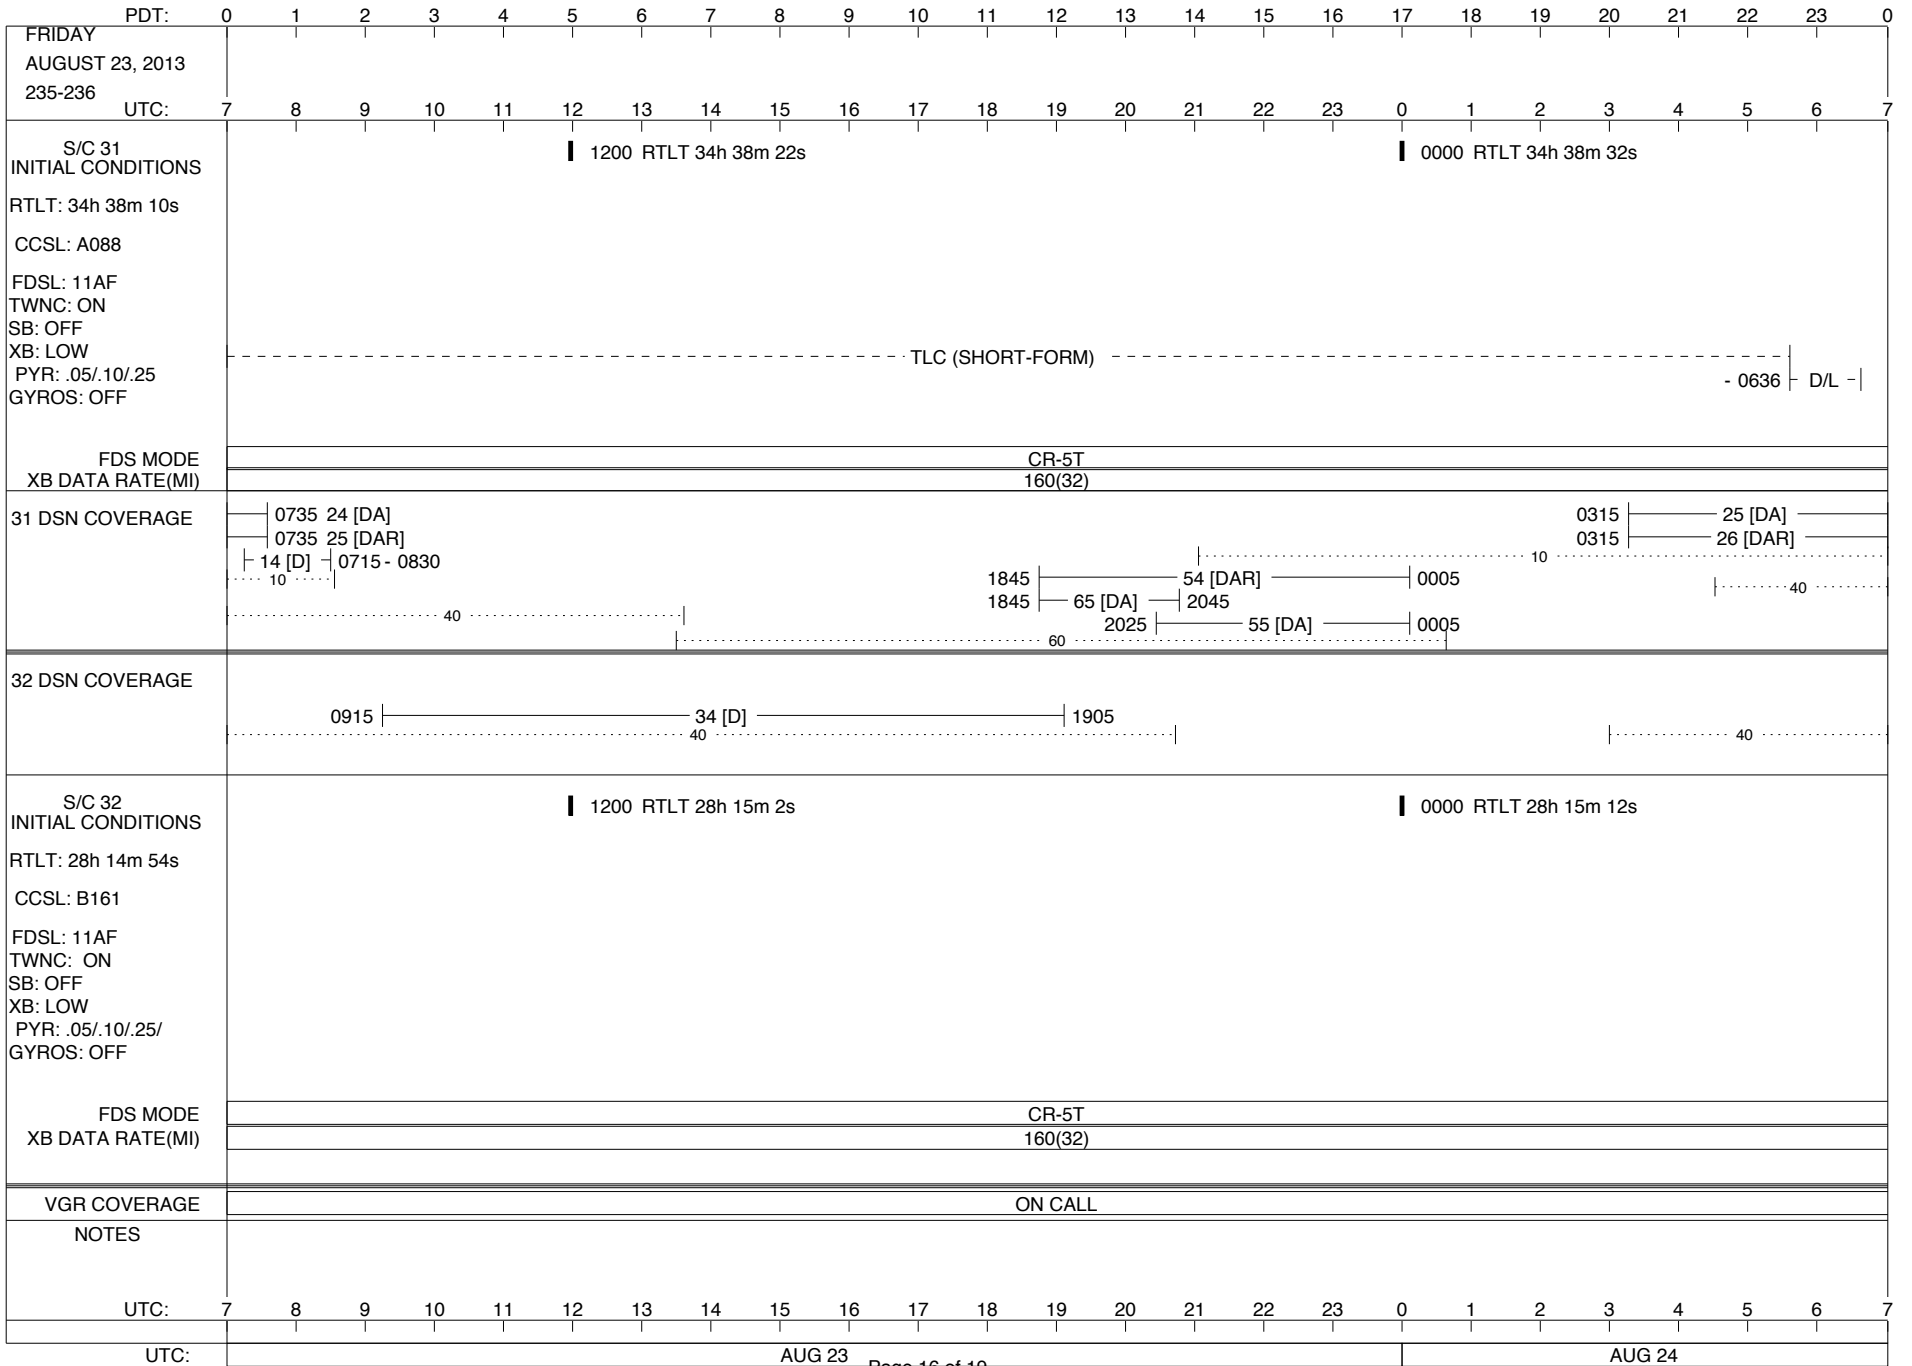 PDT: 0 1 2 3 4 5 6 7 8 9 10 11 12 13 14 15 16 17 18 19 20 21 22 23 0
FRIDAY
AUGUST 23, 2013
235-236
UTC: 7 8 9 10 11 12 13 14 15 16 17 18 19 20 21 22 23 0 1 2 3 4 5 6 7
S/C 31
INITIAL CONDITIONS
1200 RTLT 34h 38m 22s
0000 RTLT 34h 38m 32s
RTLT: 34h 38m 10s
CCSL: A088
FDSL: 11AF
TWNC: ON
SB: OFF
XB: LOW
TLC (SHORT-FORM)
PYR: .05/.10/.25
- 0636 D/L
GYROS: OFF
FDS MODE CR-5T
XB DATA RATE(MI) 160(32)
31 DSN COVERAGE
0735 24 [DA]
0315 25 [DA]
0735 25 [DAR]
0315 26 [DAR]
14 [D] 0715 - 0830
10
10
1845 54 [DAR] 0005
40
1845 65 [DA] 2045
40
2025 55 [DA] 0005
60
32 DSN COVERAGE
0915 34 [D] 1905
40
40
S/C 32
INITIAL CONDITIONS
1200 RTLT 28h 15m 2s
0000 RTLT 28h 15m 12s
RTLT: 28h 14m 54s
CCSL: B161
FDSL: 11AF
TWNC: ON
SB: OFF
XB: LOW
PYR: .05/.10/.25/
GYROS: OFF
FDS MODE CR-5T
XB DATA RATE(MI) 160(32)
VGR COVERAGE ON CALL
NOTES
UTC: 7 8 9 10 11 12 13 14 15 16 17 18 19 20 21 22 23 0 1 2 3 4 5 6 7
UTC: AUG 23 AUG 24
Page 16 of 19